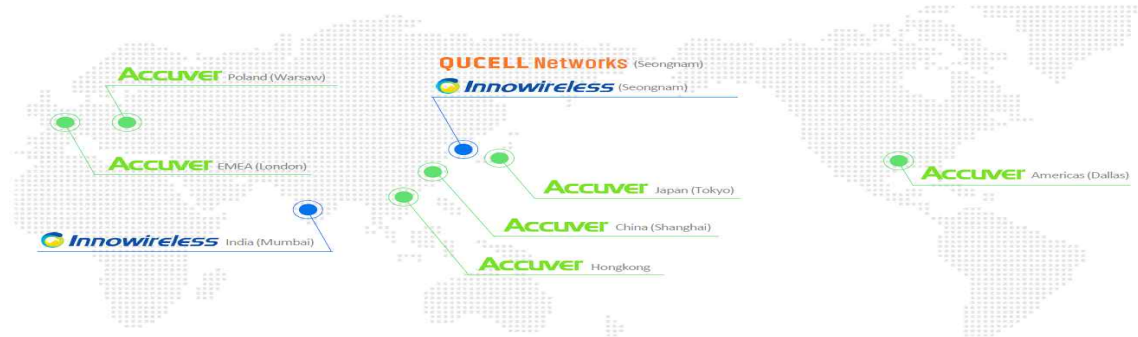 QUCELL Networks (Seongnam)
Innowireless (Seongnam)
Accuver Poland (Warsaw)
Accuver EMEA (London)
Accuver Japan (Tokyo)
Accuver Americas (Dallas)
Accuver China (Shanghai)
Innowireless India (Mumbai)
Accuver Hongkong